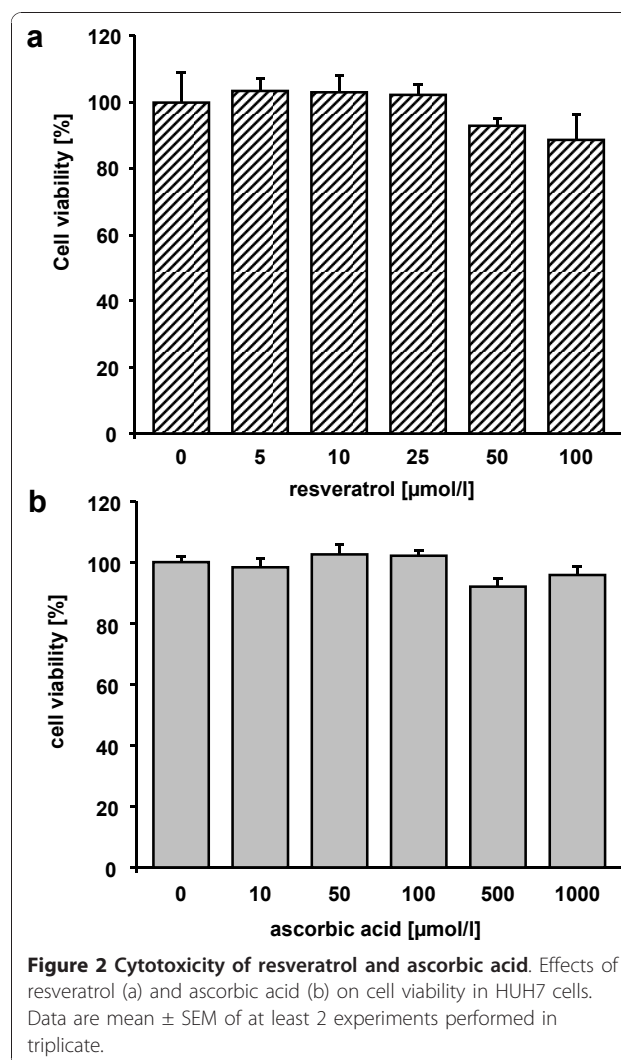 a
120
100
80
60
40
20
0
Cell viability [%]
0 5 10 25 50 100
resveratrol [µmol/l]
b
120
100
80
60
40
20
0
cell viability [%]
0 10 50 100 500 1000
ascorbic acid [µmol/l]
Figure 2 Cytotoxicity of resveratrol and ascorbic acid. Effects of
resveratrol (a) and ascorbic acid (b) on cell viability in HUH7 cells.
Data are mean ± SEM of at least 2 experiments performed in
triplicate.